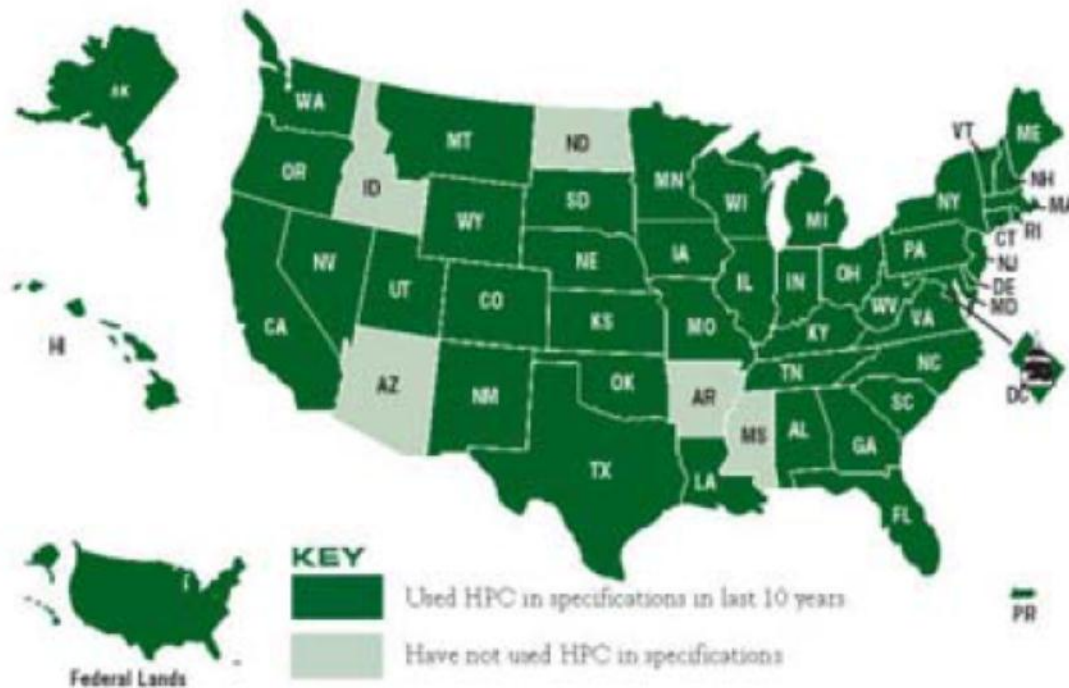 AK
WA
MT
ND
VT
ME
OR
ID
MN
NH
SD
WI
NY
MA
WY
MI
RI
CT
NV
NE
IA
PA
NJ
UT
IL
IN
OH
DE
CO
WV
MD
CA
KS
MO
VA
HI
KY
AZ
NM
OK
AR
TN
NC
DC
SC
MS
AL
GA
TX
LA
FL
KEY
Used HPC in specifications in last 10 years
PR
Have not used HPC in specifications
Federal Lands